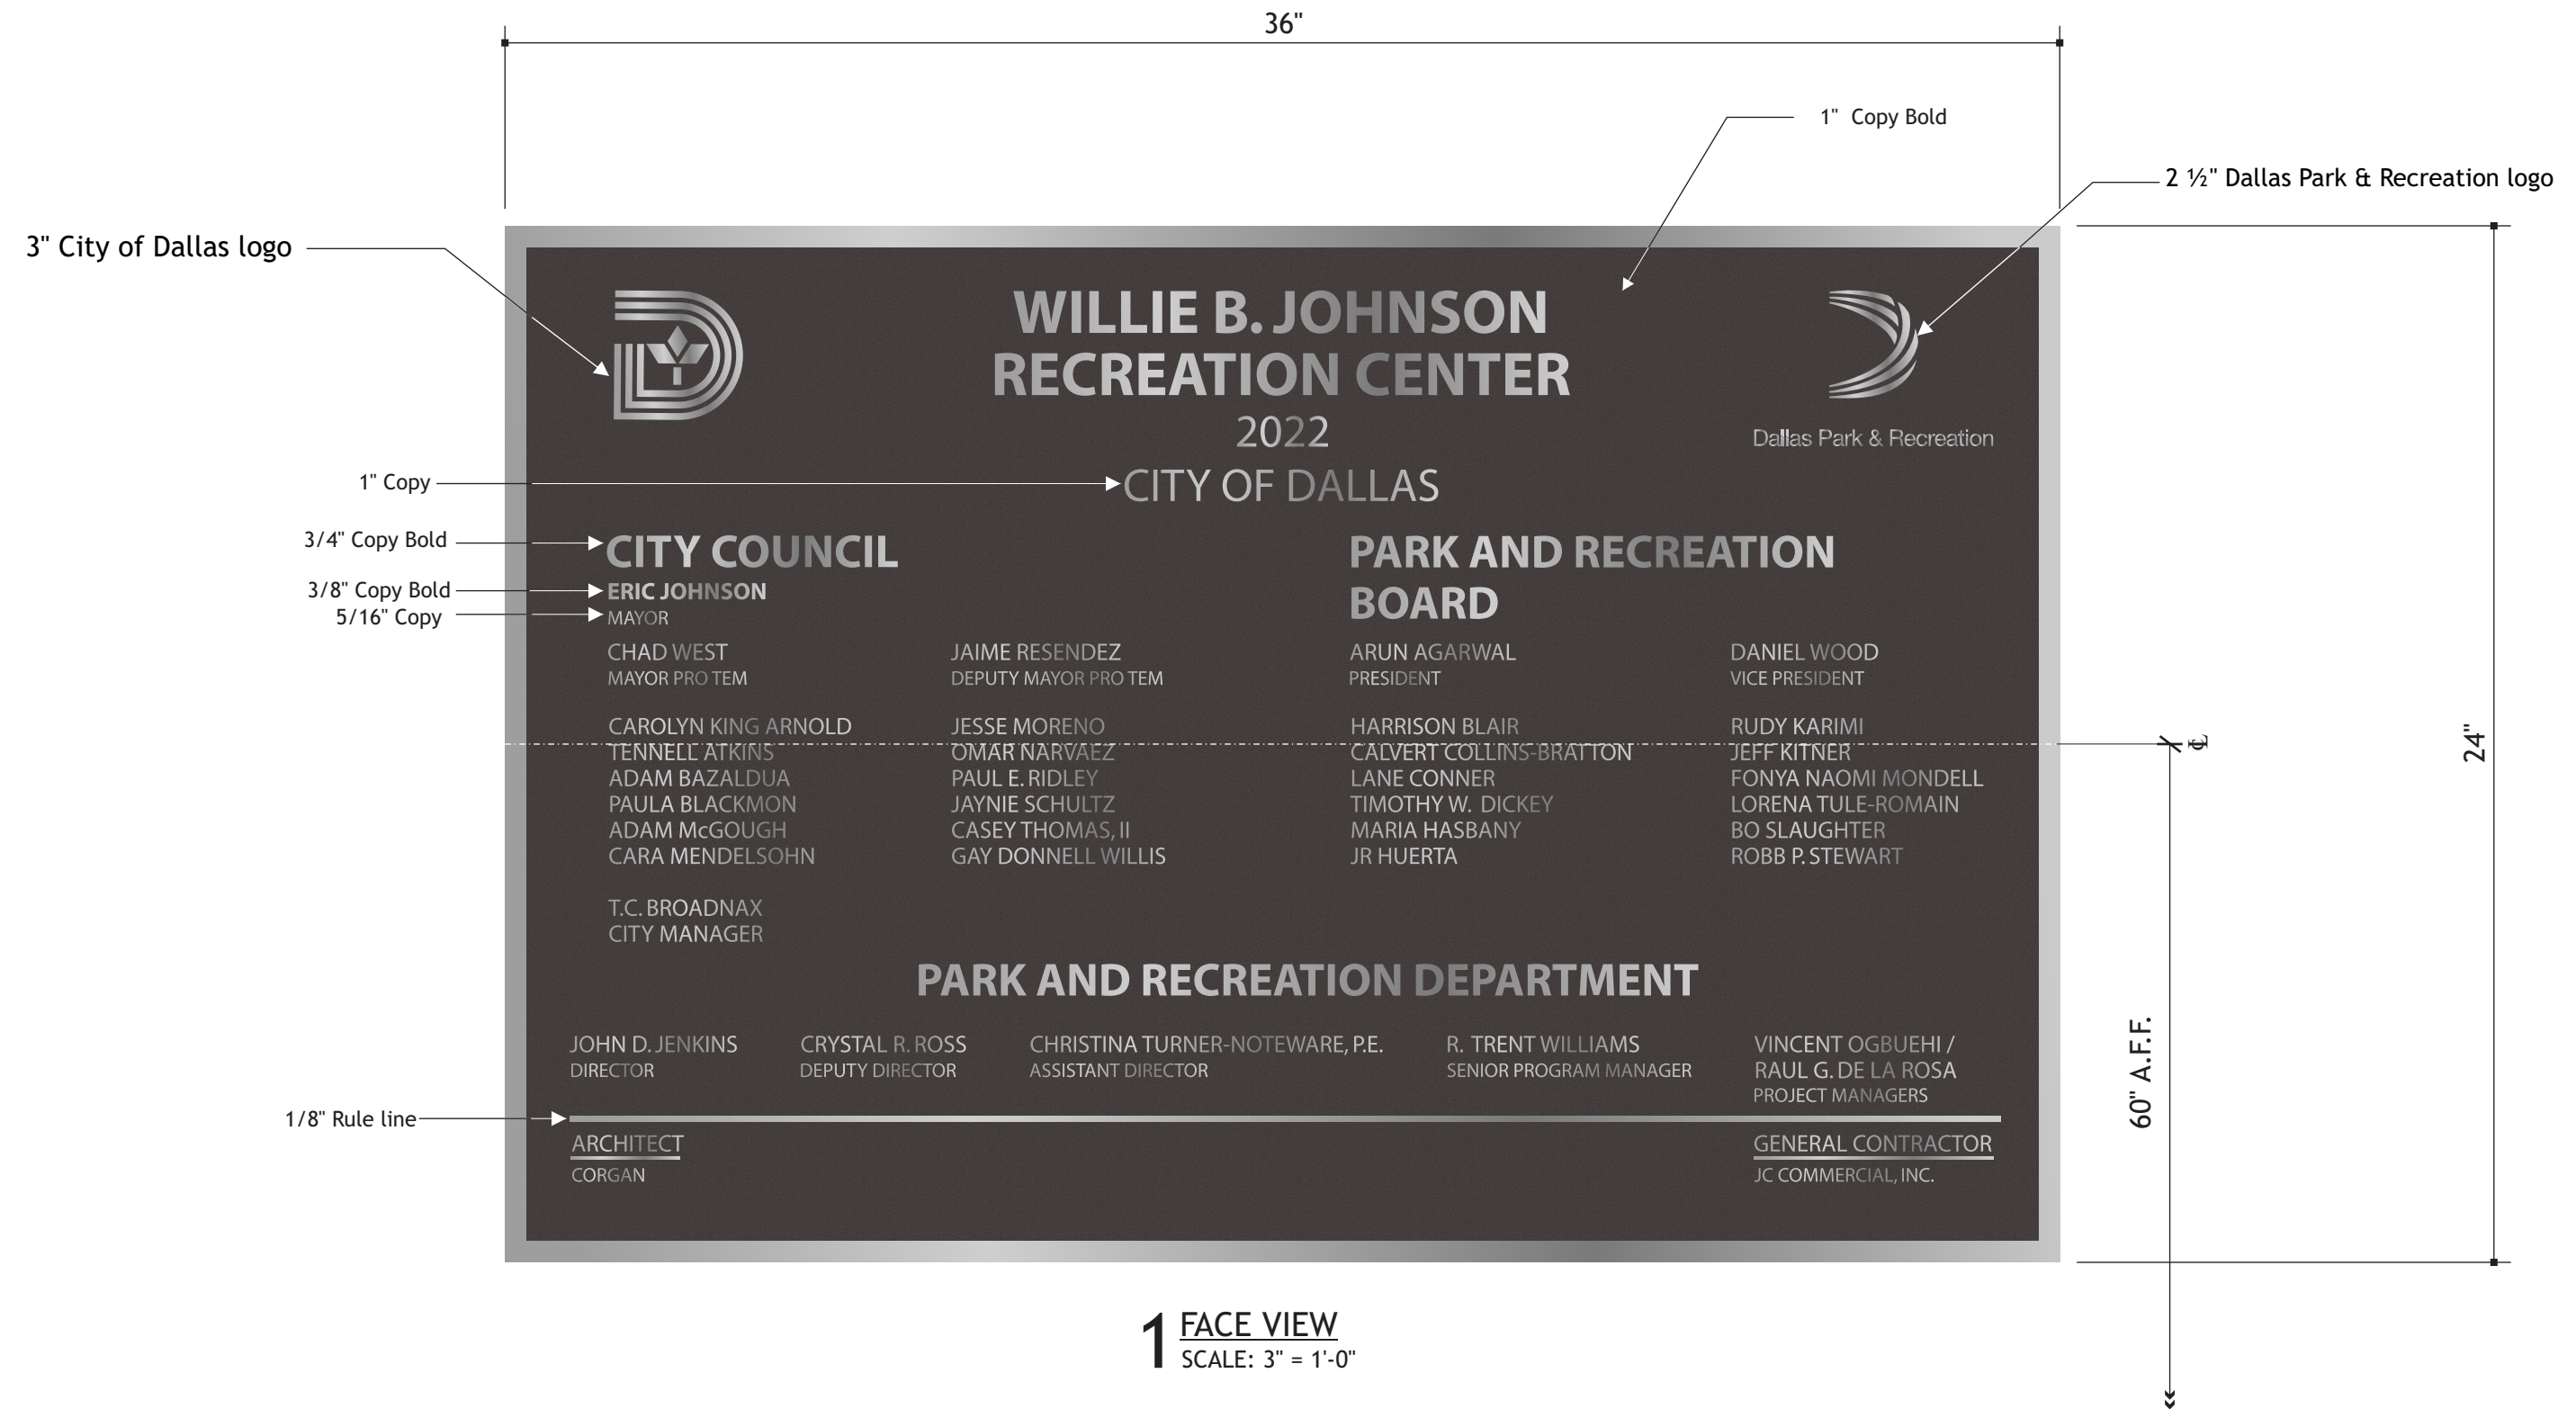 36"
1" Copy Bold
2 ½" Dallas Park & Recreation logo
3" City of Dallas logo
WILLIE B. JOHNSON
RECREATION CENTER
2022
Dallas Park & Recreation
1" Copy
CITY OF DALLAS
3/4" Copy Bold
CITY COUNCIL
3/8" Copy Bold
ERIC JOHNSON
5/16" Copy
MAYOR
CHAD WEST
MAYOR PRO TEM
JAIME RESENDEZ
DEPUTY MAYOR PRO TEM
CAROLYN KING ARNOLD
TENNELL ATKINS
ADAM BAZALDUA
PAULA BLACKMON
ADAM McGOUGH
CARA MENDELSOHN
JESSE MORENO
OMAR NARVAEZ
PAUL E. RIDLEY
JAYNIE SCHULTZ
CASEY THOMAS, II
GAY DONNELL WILLIS
T.C. BROADNAX
CITY MANAGER
PARK AND RECREATION
BOARD
ARUN AGARWAL
PRESIDENT
DANIEL WOOD
VICE PRESIDENT
HARRISON BLAIR
CALVERT COLLINS-BRATTON
LANE CONNER
TIMOTHY W. DICKEY
MARIA HASBANY
JR HUERTA
RUDY KARIMI
JEFF KITNER
FONYA NAOMI MONDELL
LORENA TULE-ROMAIN
BO SLAUGHTER
ROBB P. STEWART
℄
24"
60" A.F.F.
PARK AND RECREATION DEPARTMENT
JOHN D. JENKINS
DIRECTOR
CRYSTAL R. ROSS
DEPUTY DIRECTOR
CHRISTINA TURNER-NOTEWARE, P.E.
ASSISTANT DIRECTOR
R. TRENT WILLIAMS
SENIOR PROGRAM MANAGER
VINCENT OGBUEHI /
RAUL G. DE LA ROSA
PROJECT MANAGERS
1/8" Rule line
ARCHITECT
CORGAN
GENERAL CONTRACTOR
JC COMMERCIAL, INC.
1 FACE VIEW
SCALE: 3" = 1'-0"